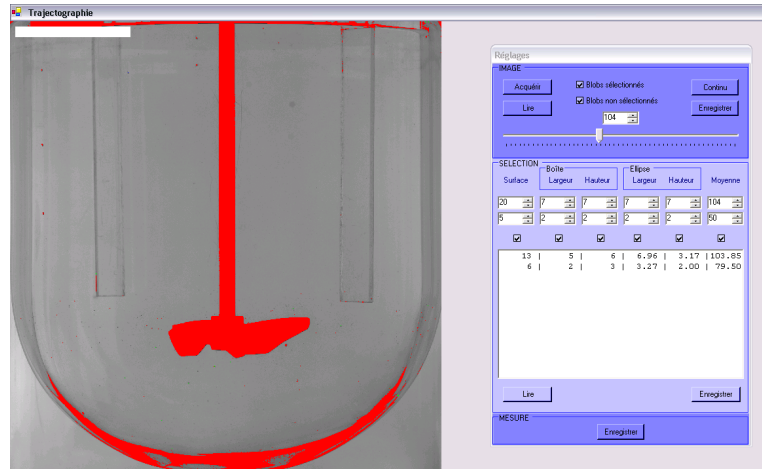 Trajectographie
Réglages
IMAGE
Acquérir
Blobs sélectionnés
Continu
Blobs non sélectionnés
Lire
Enregistrer
104
SELECTION
Boîte
Ellipse
Surface
Largeur
Hauteur
Largeur
Hauteur
Moyenne
20 7 7 7 7 104
5 2 2 2 2 50
13 | 5 | 6 | 6.96 | 3.17 |103.85
6 | 2 | 3 | 3.27 | 2.00 | 79.50
Lire
Enregistrer
MESURE
Enregistrer